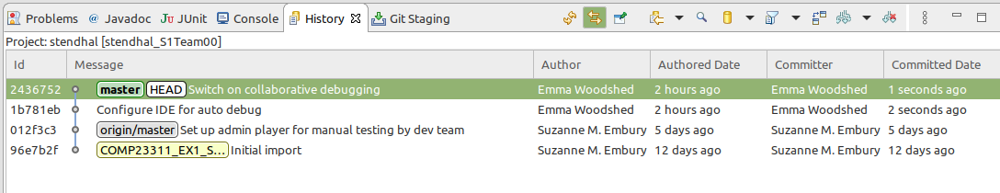 Problems @ Javadoc JUnit Console History Git Staging
Project: stendhal [stendhal_S1Team00]
Id Message Author Authored Date Committer Committed Date
2436752 master HEAD Switch on collaborative debugging Emma Woodshed 2 hours ago Emma Woodshed 1 seconds ago
1b781eb Configure IDE for auto debug Emma Woodshed 2 hours ago Emma Woodshed 2 seconds ago
012f3c3 origin/master Set up admin player for manual testing by dev team Suzanne M. Embury 5 days ago Suzanne M. Embury 5 days ago
96e7b2f COMP23311_EX1_S... Initial import Suzanne M. Embury 12 days ago Suzanne M. Embury 12 days ago